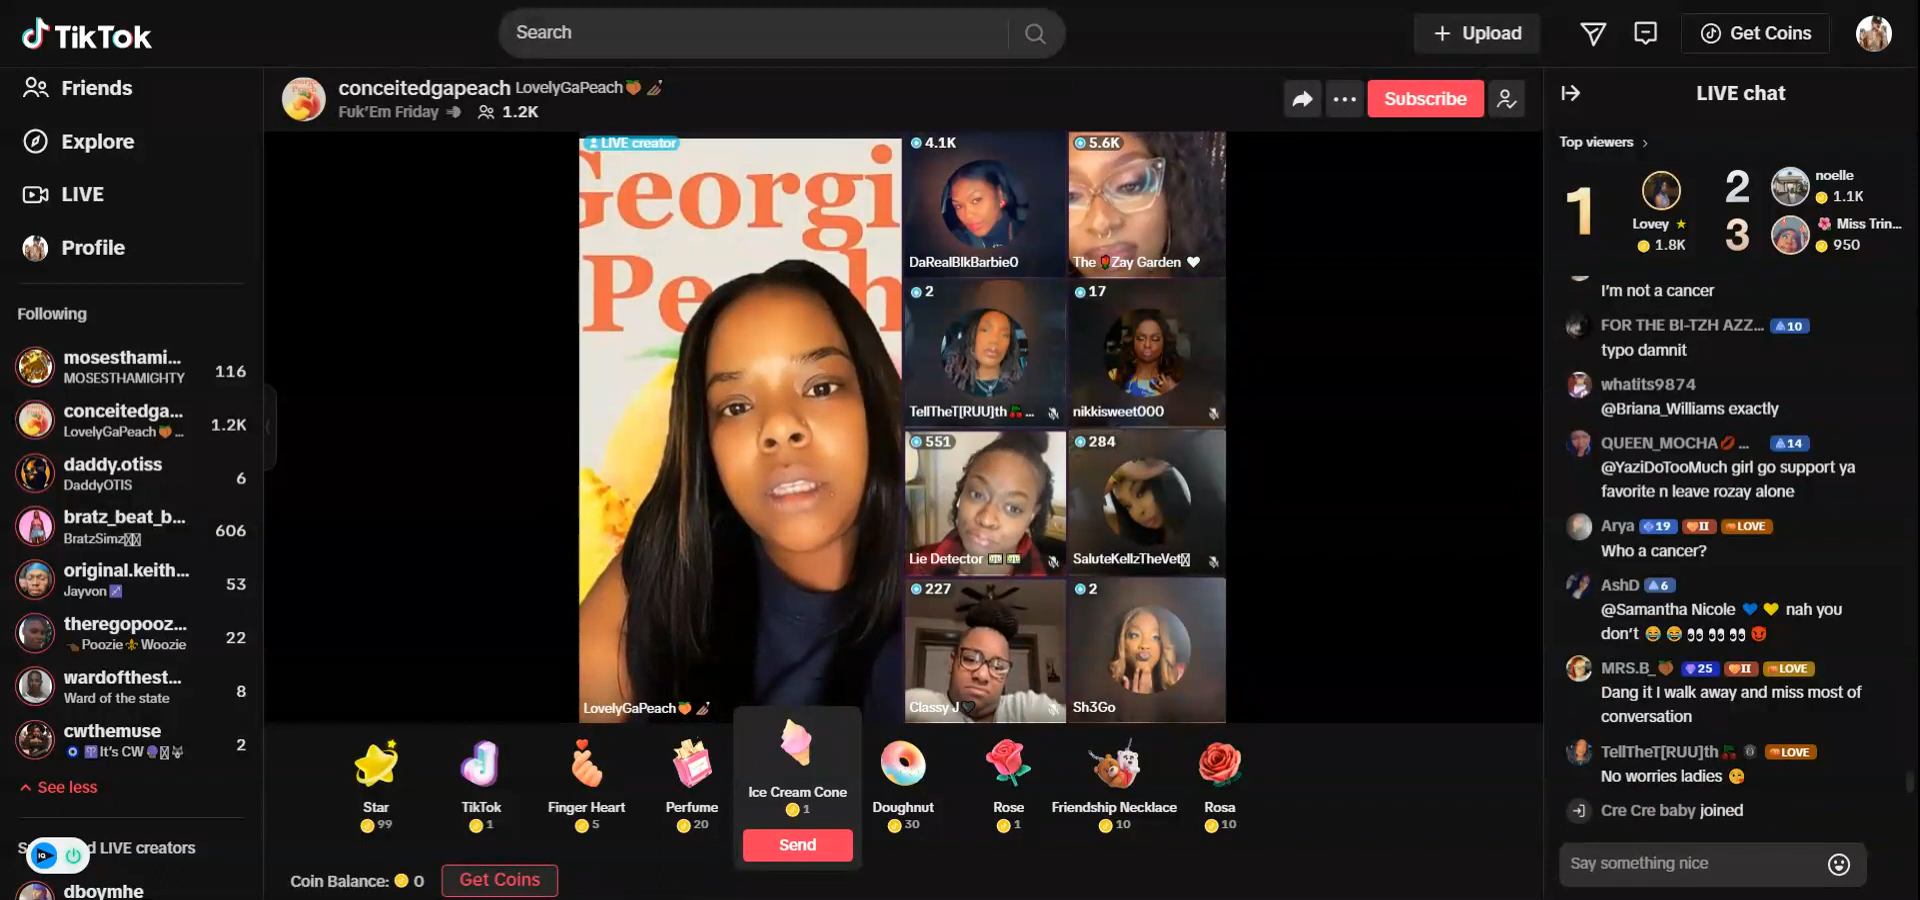 TikTok
Search
Upload
Get Coins
Friends
Explore
LIVE
Profile
Following
mosesthami...
MOSESTHAMIGHTY
116
conceitedga...
LovelyGaPeach🍑...
1.2K
daddy.otiss
DaddyOTIS
6
bratz_beat_b...
BratzSimz
606
original.keith...
Jayvon
53
theregopooz...
Poozie⚜Woozie
22
wardofthest...
Ward of the state
8
cwthemuse
It's CW
2
See less
d LIVE creators
dboymhe
conceitedgapeach LovelyGaPeach🍑💅🏾
Fuk'Em Friday 💨 1.2K
Subscribe
LIVE creator
Georgi
Pe h
LovelyGaPeach🍑💅🏾
4.1K
DaRealBlkBarbie0
5.6K
The🌹Zay Garden 🤍
2
TellTheT[RUU]th🍒...
17
nikkisweet000
551
Lie Detector
284
SaluteKellzTheVet
227
Classy J🖤
2
Sh3Go
Star
99
TikTok
1
Finger Heart
5
Perfume
20
Ice Cream Cone
1
Send
Doughnut
30
Rose
1
Friendship Necklace
10
Rosa
10
Coin Balance: 0
Get Coins
LIVE chat
Top viewers
1
Lovey
1.8K
2
noelle
1.1K
3
🌺 Miss Trin...
950
I'm not a cancer
FOR THE BI-TZH AZZ... 10
typo damnit
whatits9874
@Briana_Williams exactly
QUEEN_MOCHA💋... 14
@YaziDoTooMuch girl go support ya
favorite n leave rozay alone
Arya 19 II LOVE
Who a cancer?
AshD 6
@Samantha Nicole 💙 💛 nah you
don't 😂 😂 👀 👀 👀 😈
MRS.B_🍑 25 II LOVE
Dang it I walk away and miss most of
conversation
TellTheT[RUU]th🍒 LOVE
No worries ladies 😘
Cre Cre baby joined
Say something nice